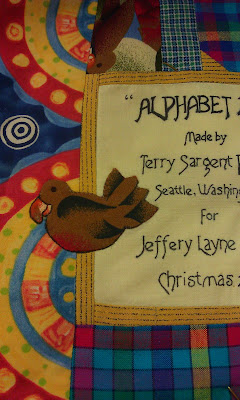 "ALPHABET
Made by
Terry Sargent
Seattle, Washing
For
Jeffery Layne
Christmas